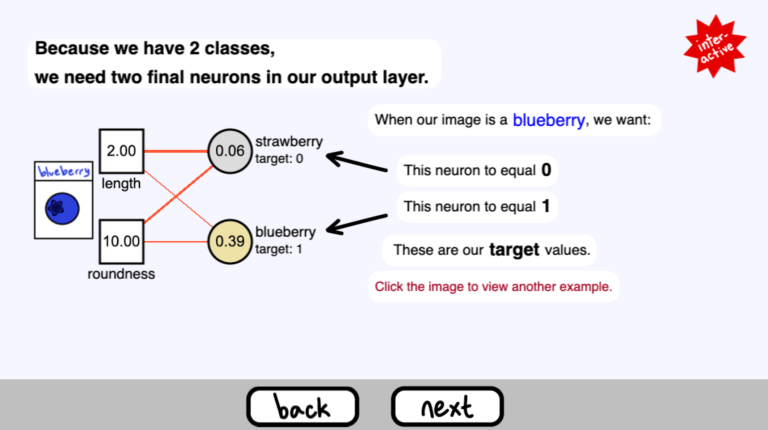 Because we have 2 classes,
we need two final neurons in our output layer.
inter-
active
When our image is a blueberry, we want:
blueberry
2.00
length
10.00
roundness
0.06
strawberry
target: 0
0.39
blueberry
target: 1
This neuron to equal 0
This neuron to equal 1
These are our target values.
Click the image to view another example.
back
next